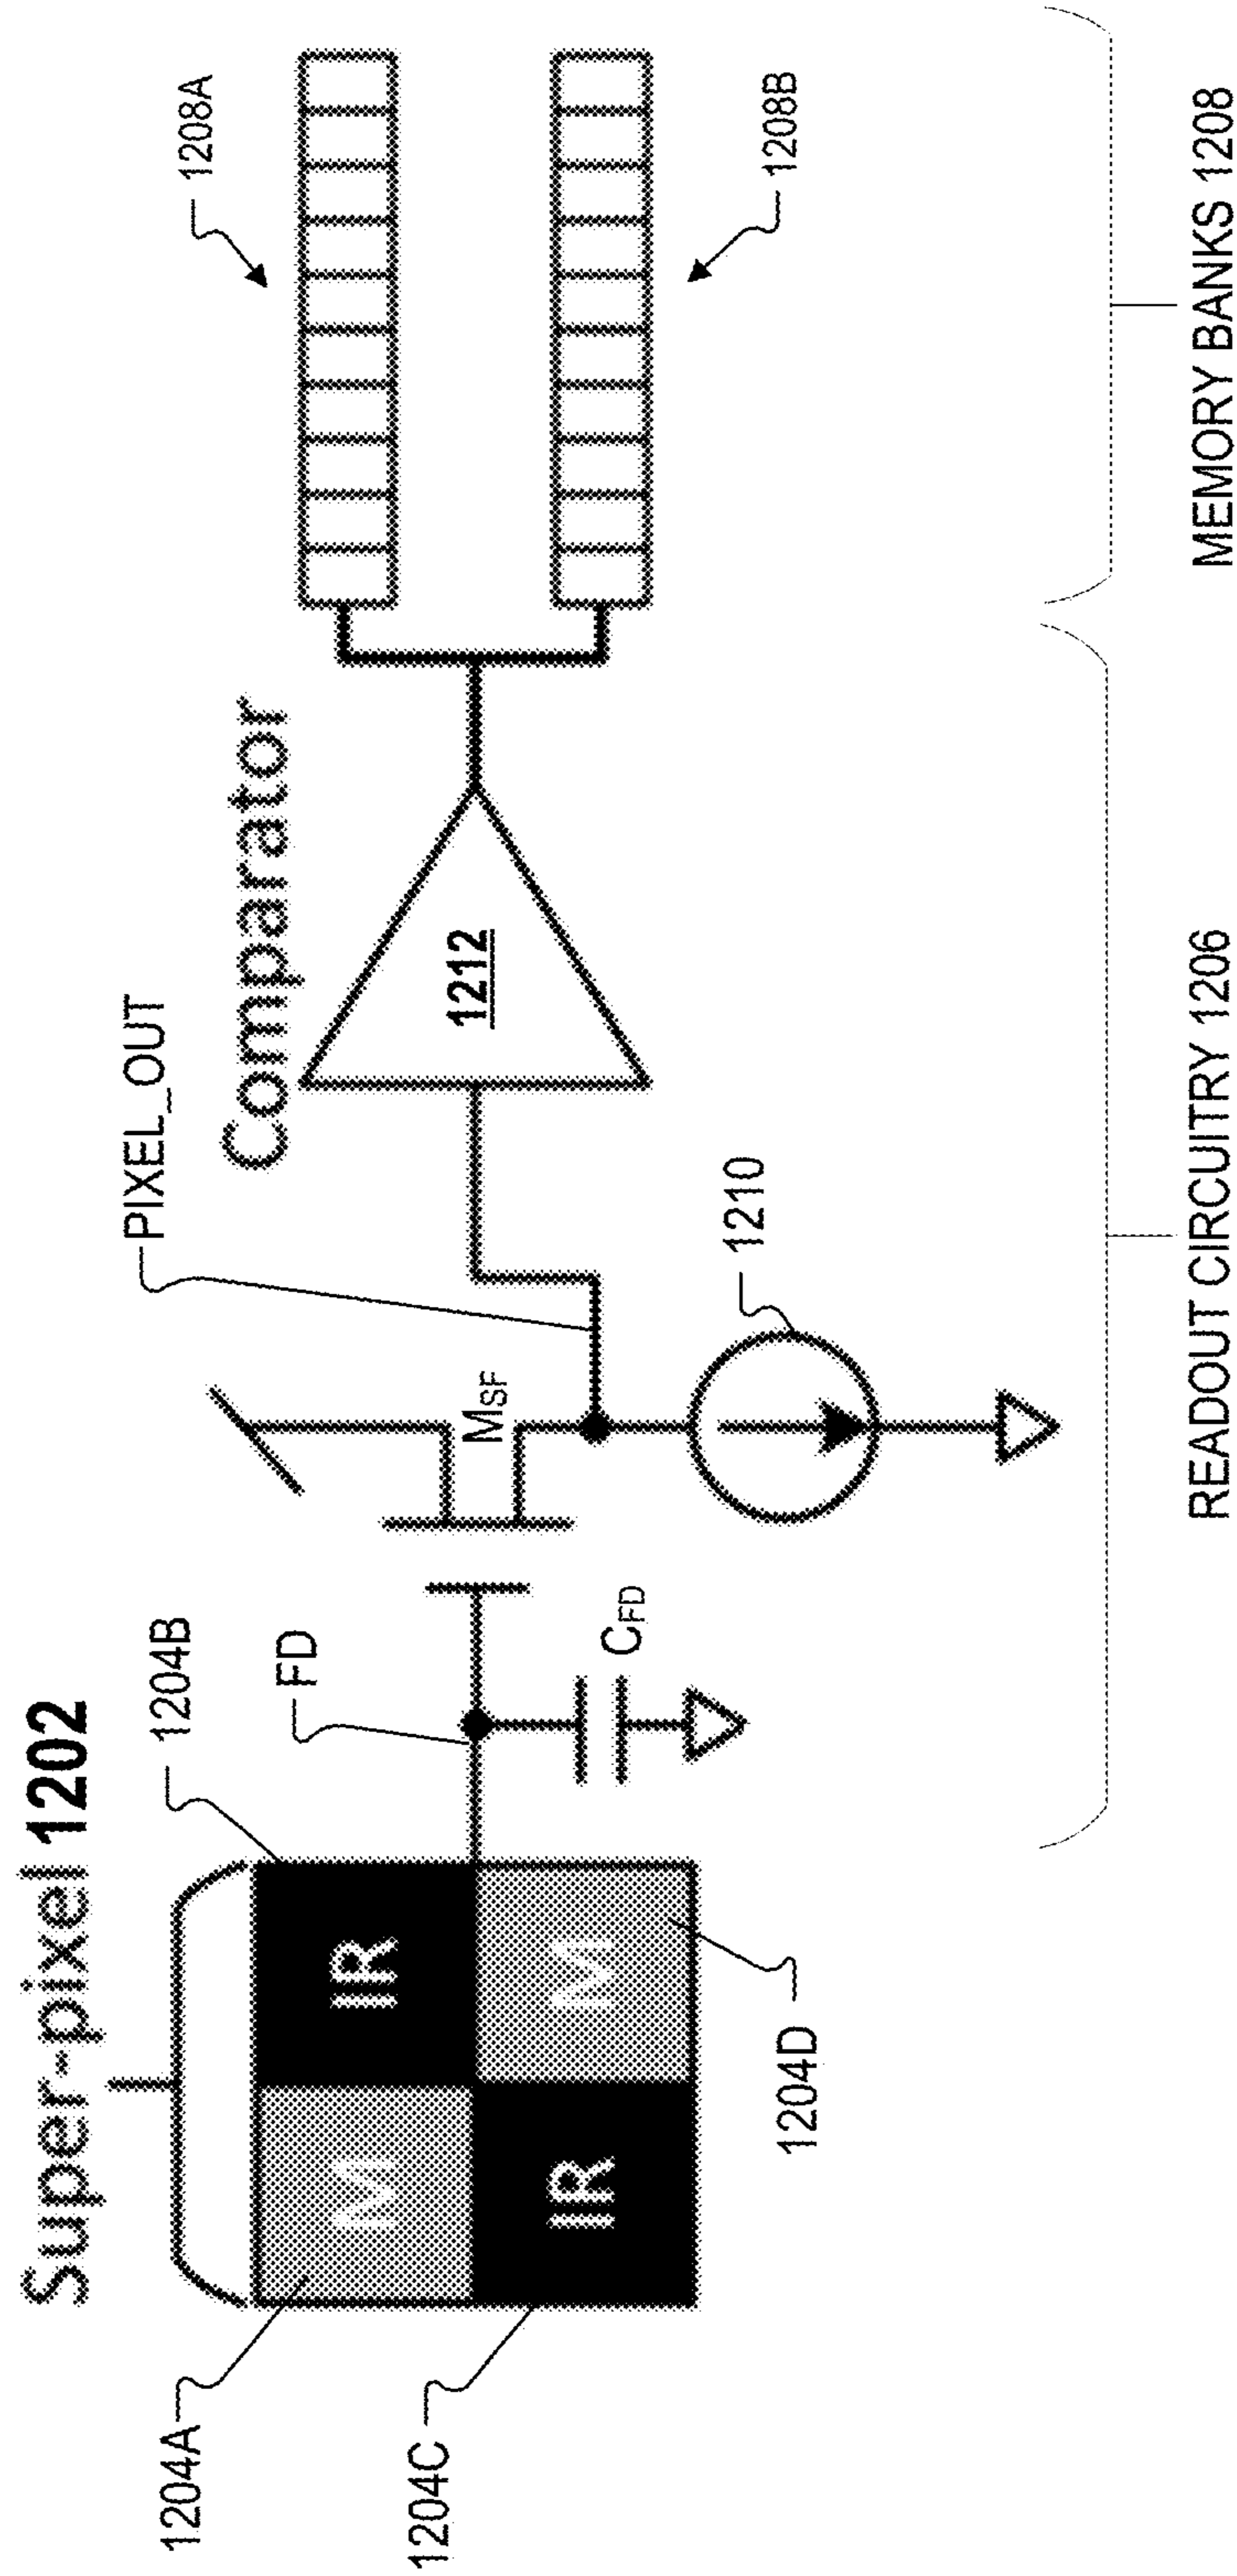 Super-pixel 1202
1204A
1204B
M
IR
IR
M
1204C
1204D
FD
CFD
MSF
PIXEL_OUT
1210
Comparator
1212
1208A
1208B
READOUT CIRCUITRY 1206
MEMORY BANKS 1208